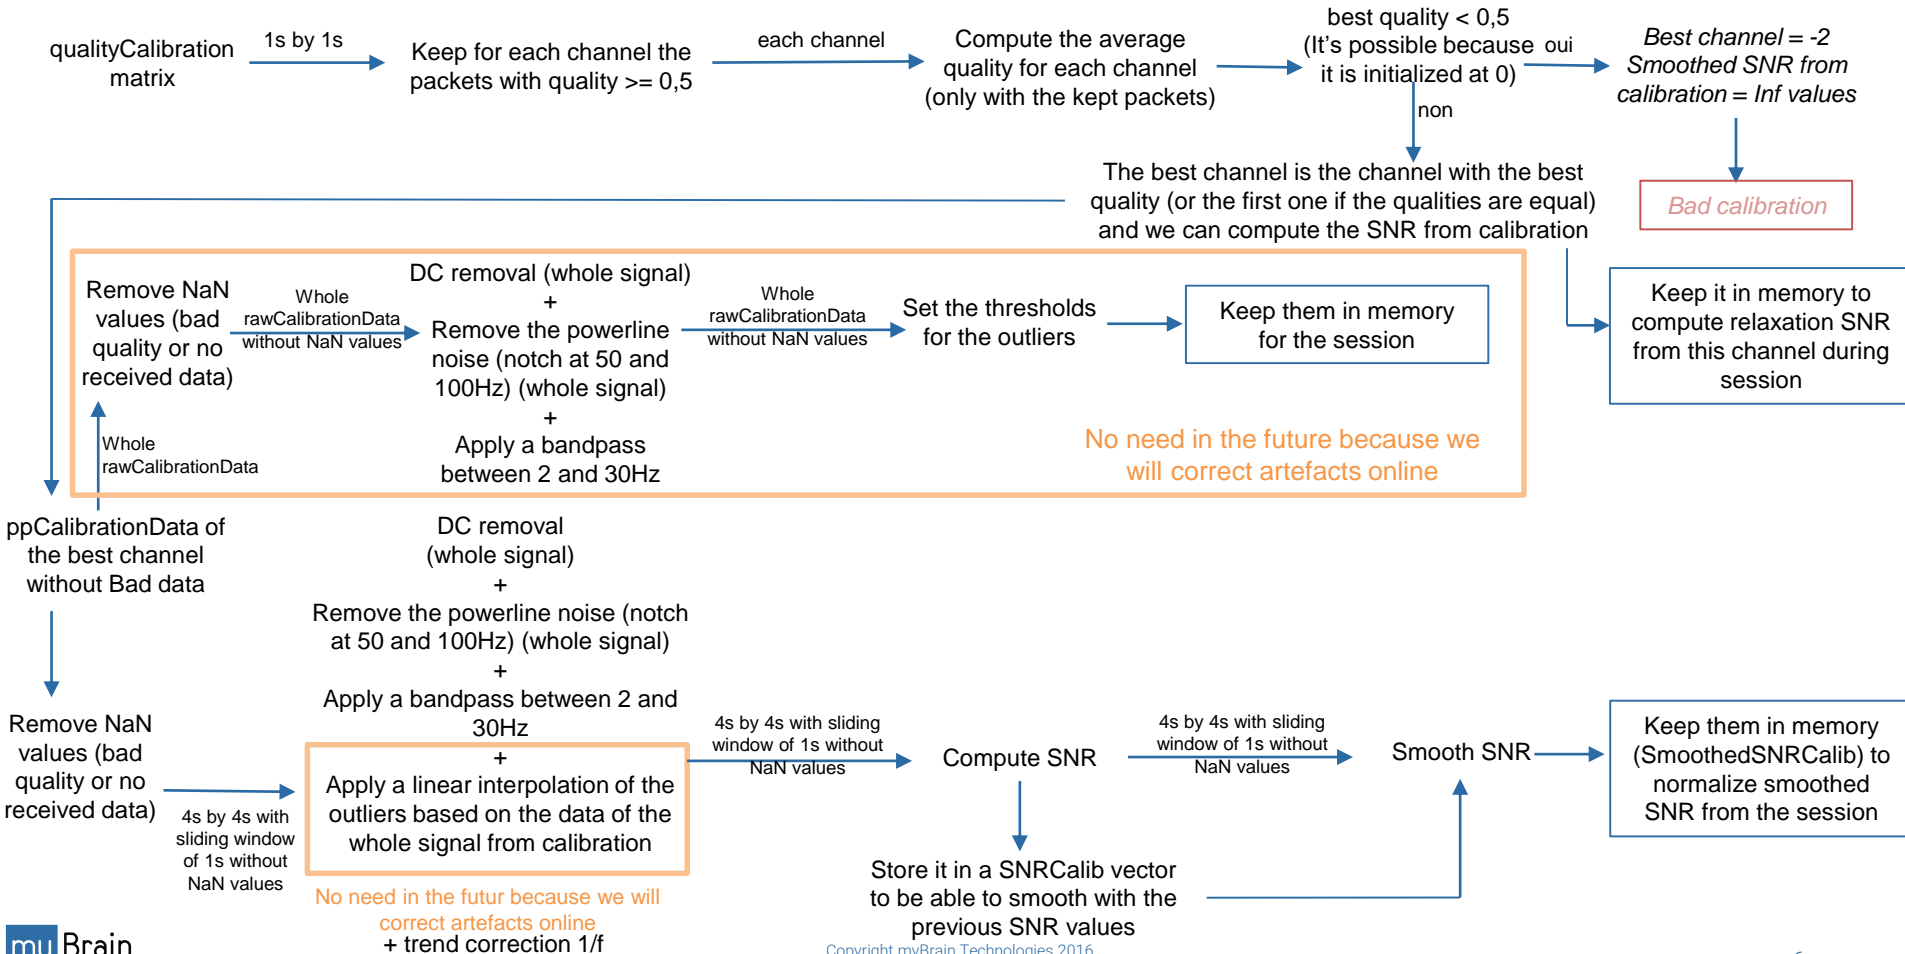 qualityCalibration
matrix
1s by 1s
Keep for each channel the
packets with quality >= 0,5
each channel
Compute the average
quality for each channel
(only with the kept packets)
best quality < 0,5
(It's possible because
it is initialized at 0)
oui
non
Best channel = -2
Smoothed SNR from
calibration = Inf values
Bad calibration
The best channel is the channel with the best
quality (or the first one if the qualities are equal)
and we can compute the SNR from calibration
Keep it in memory to
compute relaxation SNR
from this channel during
session
Remove NaN
values (bad
quality or no
received data)
Whole
rawCalibrationData
without NaN values
DC removal (whole signal)
+
Remove the powerline
noise (notch at 50 and
100Hz) (whole signal)
+
Apply a bandpass
between 2 and 30Hz
Whole
rawCalibrationData
without NaN values
Set the thresholds
for the outliers
Keep them in memory
for the session
No need in the future because we
will correct artefacts online
Whole
rawCalibrationData
ppCalibrationData of
the best channel
without Bad data
Remove NaN
values (bad
quality or no
received data)
4s by 4s with
sliding window
of 1s without
NaN values
DC removal
(whole signal)
+
Remove the powerline noise (notch
at 50 and 100Hz) (whole signal)
+
Apply a bandpass between 2 and
30Hz
+
Apply a linear interpolation of the
outliers based on the data of the
whole signal from calibration
No need in the futur because we will
correct artefacts online
+ trend correction 1/f
4s by 4s with sliding
window of 1s without
NaN values
Compute SNR
Store it in a SNRCalib vector
to be able to smooth with the
previous SNR values
4s by 4s with sliding
window of 1s without
NaN values
Smooth SNR
Keep them in memory
(SmoothedSNRCalib) to
normalize smoothed
SNR from the session
my Brain
Copyright myBrain Technologies 2016